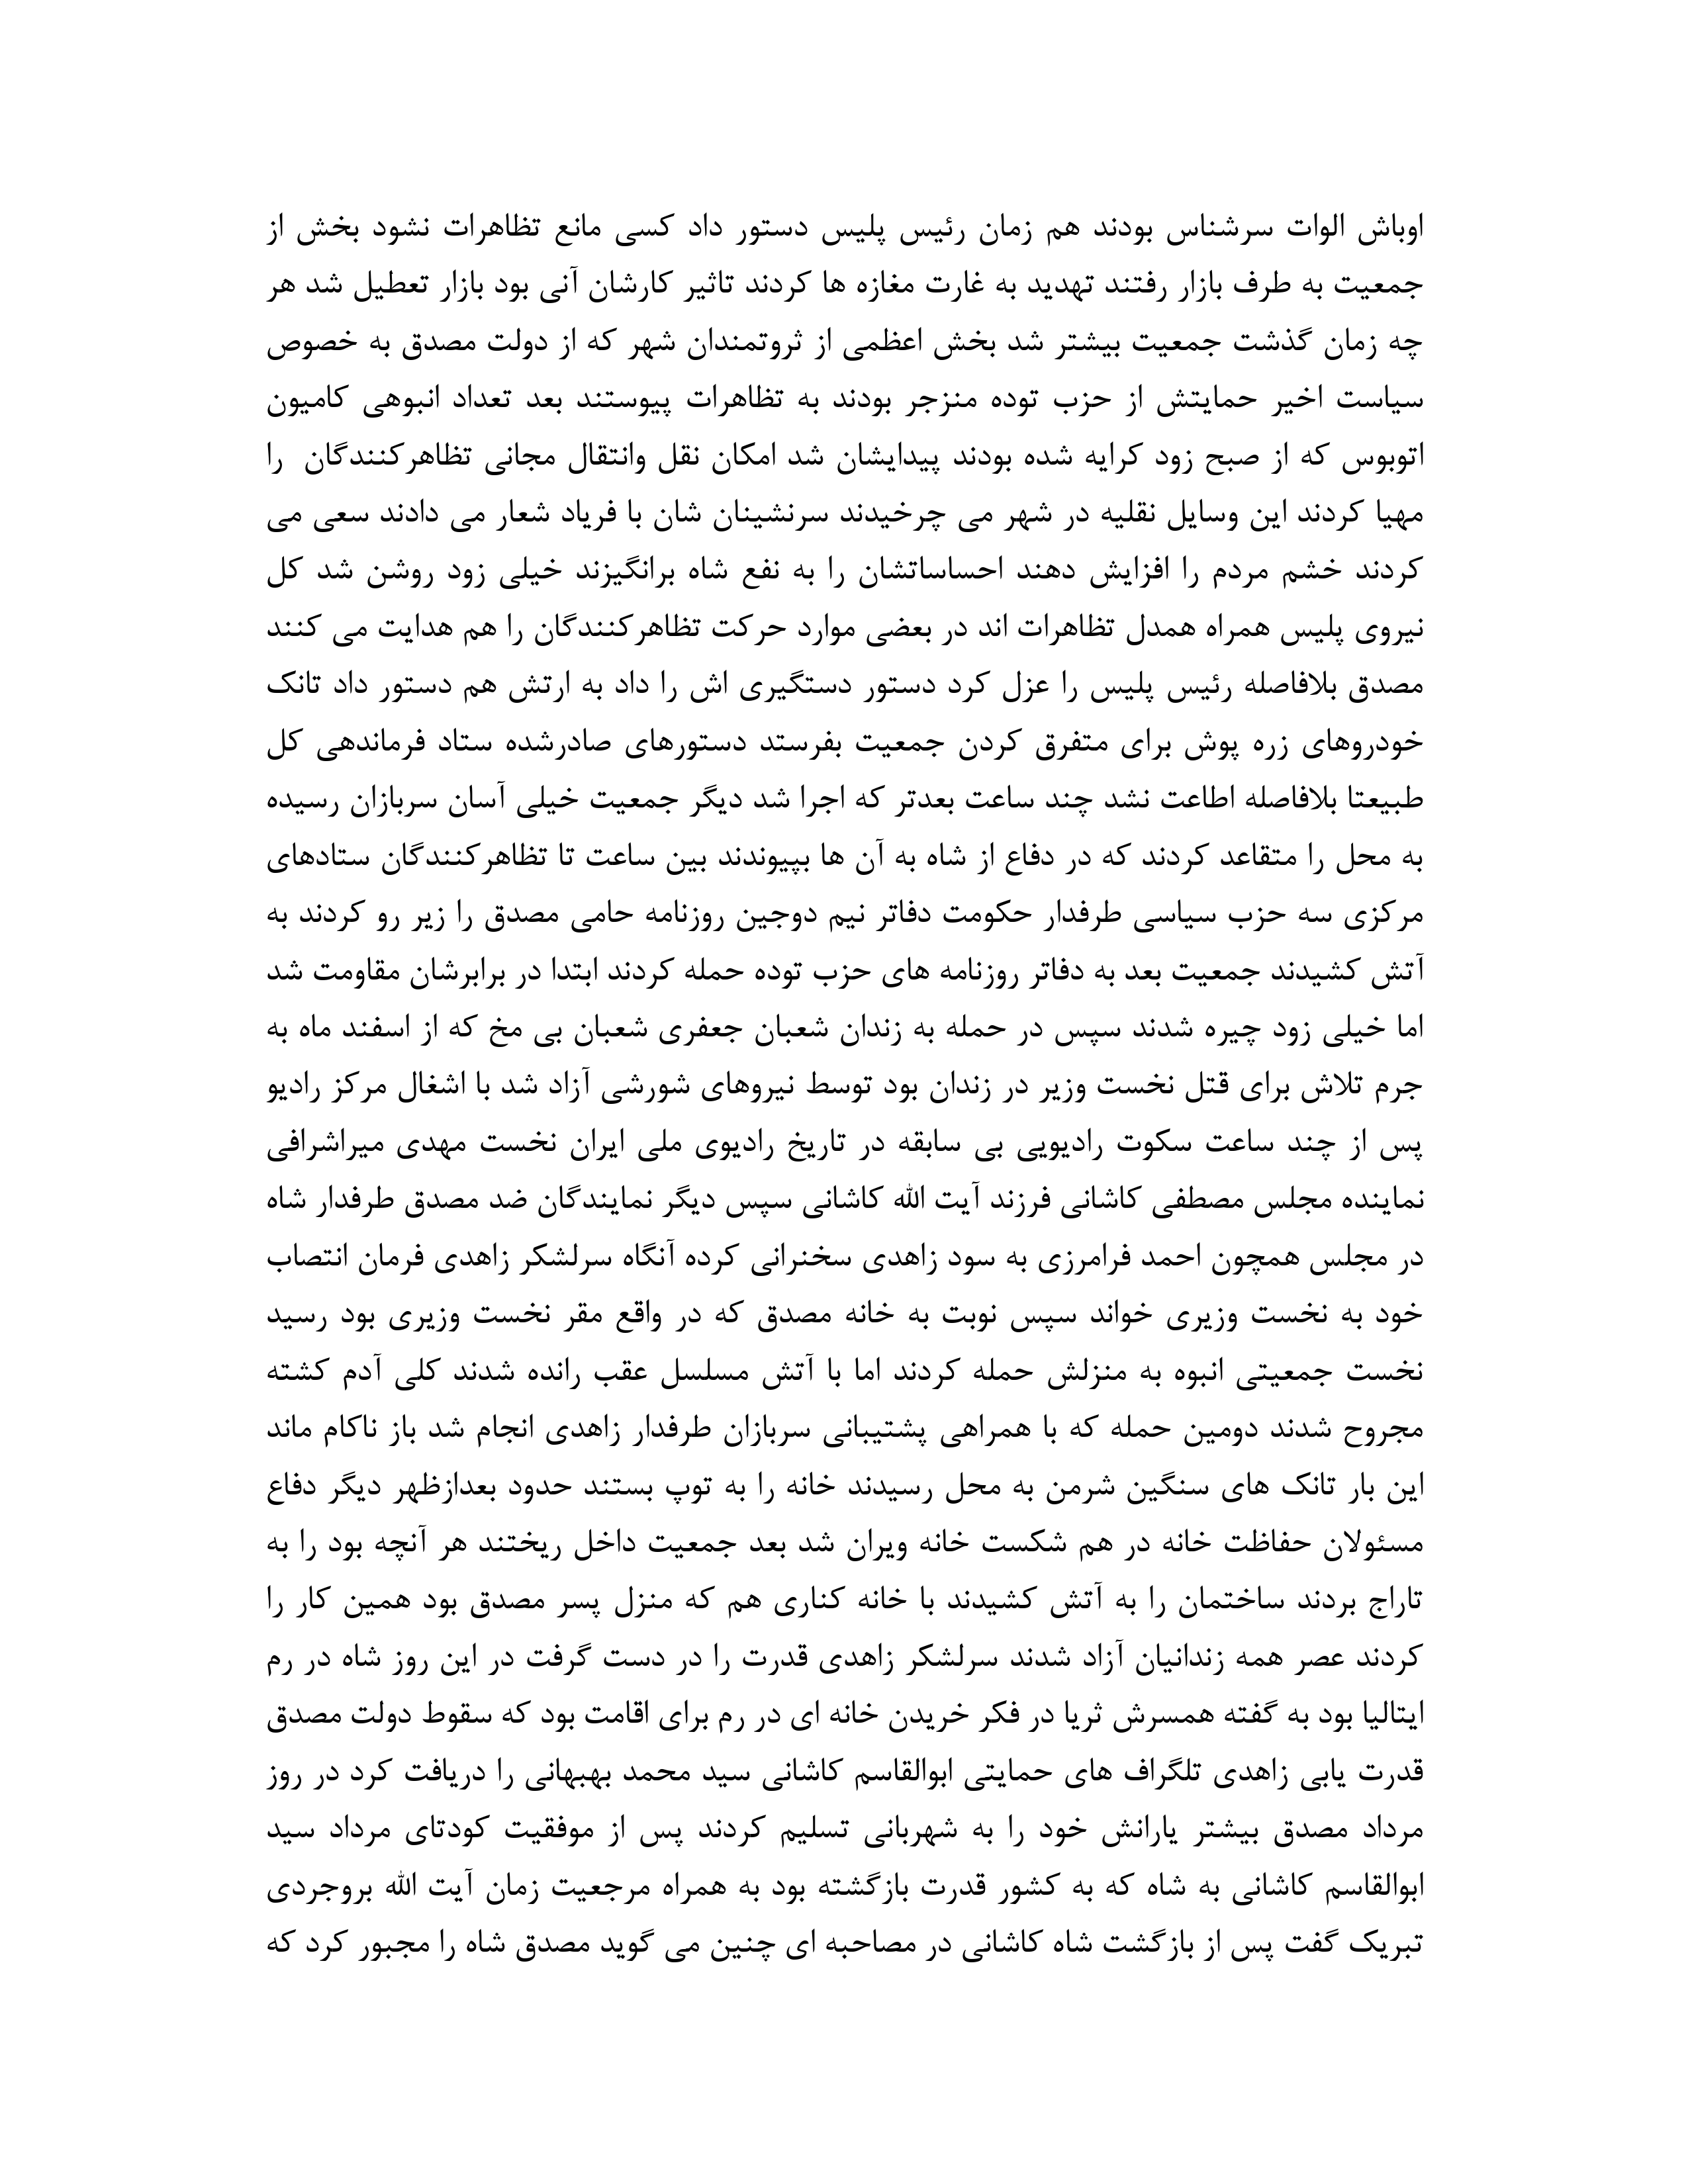 اوباش الوات سرشناس بودند هم زمان رئیس پلیس دستور داد کسی مانع تظاهرات نشود بخش از
جمعیت به طرف بازار رفتند تهدید به غارت مغازه ها کردند تاثیر کارشان آنی بود بازار تعطیل شد هر
چه زمان گذشت جمعیت بیشتر شد بخش اعظمی از ثروتمندان شهر که از دولت مصدق به خصوص
سیاست اخیر حمایتش از حزب توده منزجر بودند به تظاهرات پیوستند بعد تعداد انبوهی کامیون
اتوبوس که از صبح زود کرایه شده بودند پیدایشان شد امکان نقل وانتقال مجانی تظاهرکنندگان را
مهیا کردند این وسایل نقلیه در شهر می چرخیدند سرنشینان شان با فریاد شعار می دادند سعی می
کردند خشم مردم را افزایش دهند احساساتشان را به نفع شاه برانگیزند خیلی زود روشن شد کل
نیروی پلیس همراه همدل تظاهرات اند در بعضی موارد حرکت تظاهرکنندگان را هم هدایت می کنند
مصدق بلافاصله رئیس پلیس را عزل کرد دستور دستگیری اش را داد به ارتش هم دستور داد تانک
خودروهای زره پوش برای متفرق کردن جمعیت بفرستد دستورهای صادرشده ستاد فرماندهی کل
طبیعتا بلافاصله اطاعت نشد چند ساعت بعدتر که اجرا شد دیگر جمعیت خیلی آسان سربازان رسیده
به محل را متقاعد کردند که در دفاع از شاه به آن ها بپیوندند بین ساعت تا تظاهرکنندگان ستادهای
مرکزی سه حزب سیاسی طرفدار حکومت دفاتر نیم دوجین روزنامه حامی مصدق را زیر رو کردند به
آتش کشیدند جمعیت بعد به دفاتر روزنامه های حزب توده حمله کردند ابتدا در برابرشان مقاومت شد
اما خیلی زود چیره شدند سپس در حمله به زندان شعبان جعفری شعبان بی مخ که از اسفند ماه به
جرم تلاش برای قتل نخست وزیر در زندان بود توسط نیروهای شورشی آزاد شد با اشغال مرکز رادیو
پس از چند ساعت سکوت رادیویی بی سابقه در تاریخ رادیوی ملی ایران نخست مهدی میراشرافی
نماینده مجلس مصطفی کاشانی فرزند آیت الله کاشانی سپس دیگر نمایندگان ضد مصدق طرفدار شاه
در مجلس همچون احمد فرامرزی به سود زاهدی سخنرانی کرده آنگاه سرلشکر زاهدی فرمان انتصاب
خود به نخست وزیری خواند سپس نوبت به خانه مصدق که در واقع مقر نخست وزیری بود رسید
نخست جمعیتی انبوه به منزلش حمله کردند اما با آتش مسلسل عقب رانده شدند کلی آدم کشته
مجروح شدند دومین حمله که با همراهی پشتیبانی سربازان طرفدار زاهدی انجام شد باز ناکام ماند
این بار تانک های سنگین شرمن به محل رسیدند خانه را به توپ بستند حدود بعدازظهر دیگر دفاع
مسئولان حفاظت خانه در هم شکست خانه ویران شد بعد جمعیت داخل ریختند هر آنچه بود را به
تاراج بردند ساختمان را به آتش کشیدند با خانه کناری هم که منزل پسر مصدق بود همین کار را
کردند عصر همه زندانیان آزاد شدند سرلشکر زاهدی قدرت را در دست گرفت در این روز شاه در رم
ایتالیا بود به گفته همسرش ثریا در فکر خریدن خانه ای در رم برای اقامت بود که سقوط دولت مصدق
قدرت یابی زاهدی تلگراف های حمایتی ابوالقاسم کاشانی سید محمد بهبهانی را دریافت کرد در روز
مرداد مصدق بیشتر یارانش خود را به شهربانی تسلیم کردند پس از موفقیت کودتای مرداد سید
ابوالقاسم کاشانی به شاه که به کشور قدرت بازگشته بود به همراه مرجعیت زمان آیت الله بروجردی
تبریک گفت پس از بازگشت شاه کاشانی در مصاحبه ای چنین می گوید مصدق شاه را مجبور کرد که